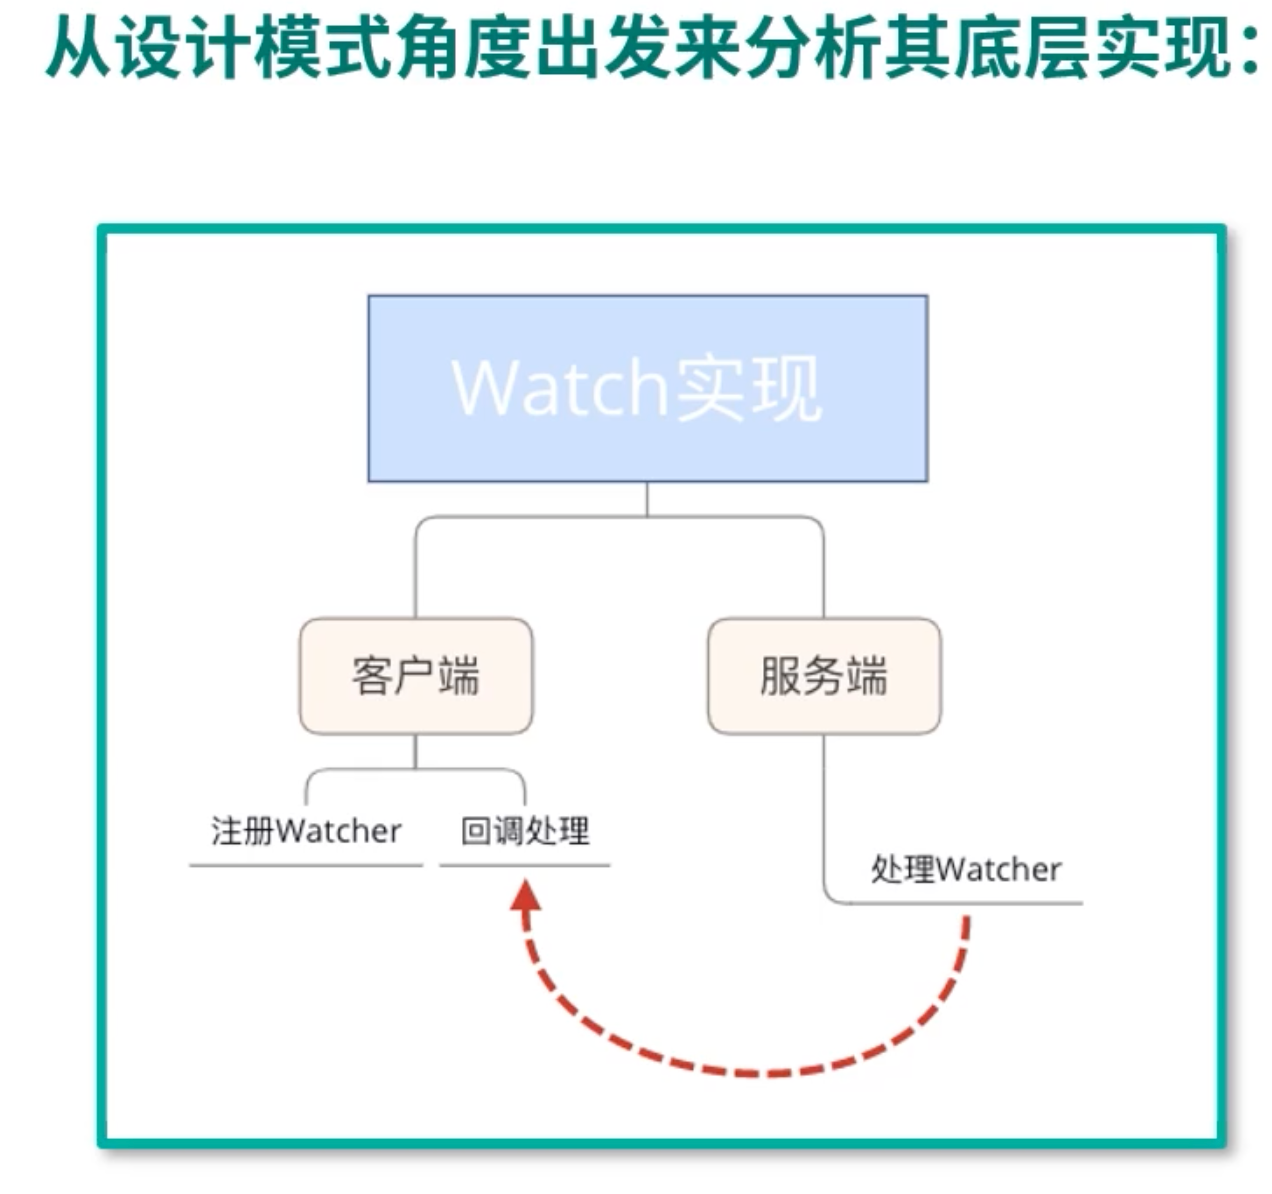 从设计模式角度出发来分析其底层实现：
Watch实现
客户端
服务端
注册Watcher
回调处理
处理Watcher